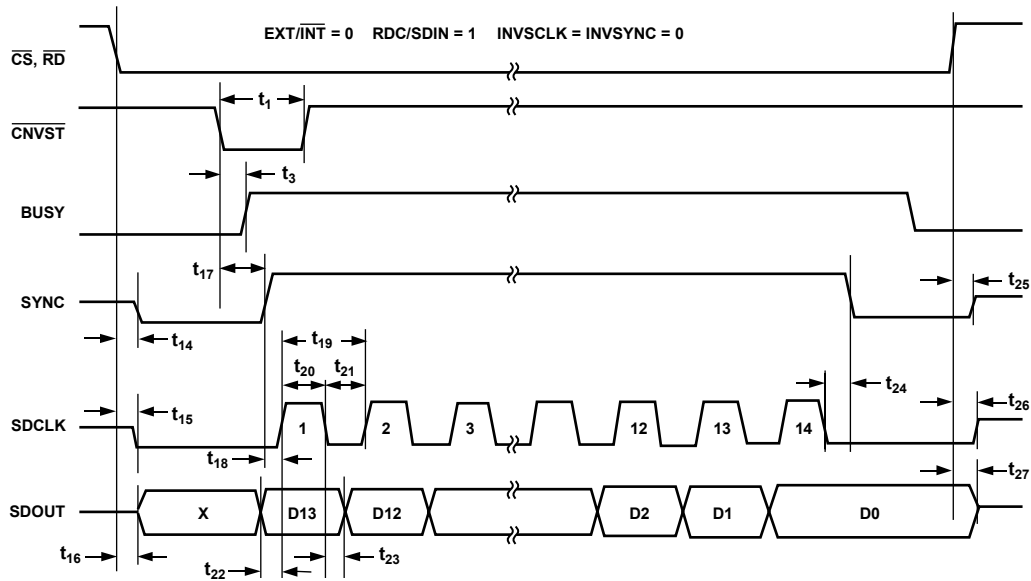 EXT/INT = 0 RDC/SDIN = 1 INVSCLK = INVSYNC = 0
CS, RD
t1
CNVST
t3
BUSY
t17
SYNC
t25
t14
t19
t20 t21
t24
t15
t26
SDCLK
1 2 3 12 13 14
t18
t27
SDOUT
X D13 D12 D2 D1 D0
t16
t22
t23